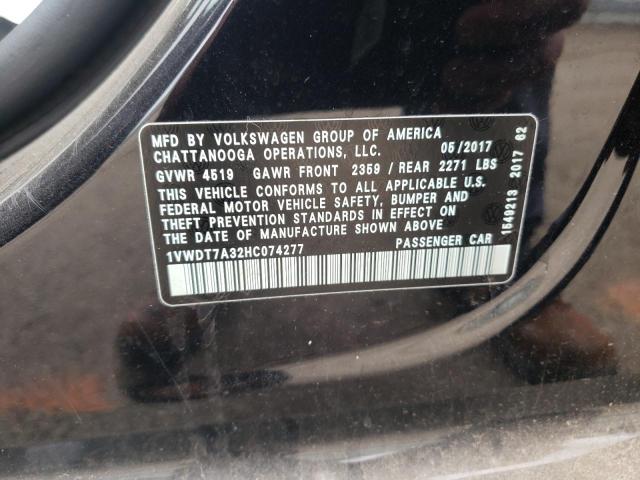 MFD BY VOLKSWAGEN GROUP OF AMERICA
CHATTANOOGA OPERATIONS, LLC. 05/2017
GVWR 4519 GAWR FRONT 2359 / REAR 2271 LBS
THIS VEHICLE CONFORMS TO ALL APPLICABLE U.S.
FEDERAL MOTOR VEHICLE SAFETY, BUMPER AND
THEFT PREVENTION STANDARDS IN EFFECT ON
THE DATE OF MANUFACTURE SHOWN ABOVE
1VWDT7A32HC074277 PASSENGER CAR
1549213 2017 62